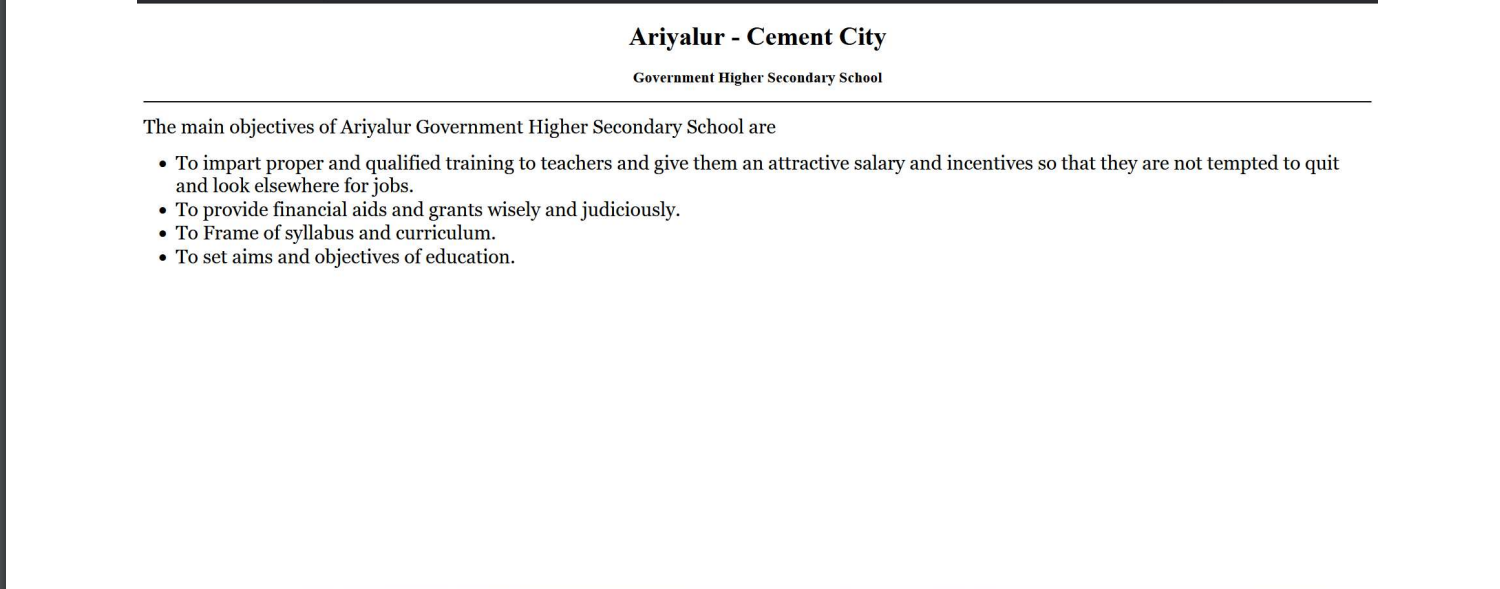 Ariyalur - Cement City
Government Higher Secondary School
The main objectives of Ariyalur Government Higher Secondary School are
• To impart proper and qualified training to teachers and give them an attractive salary and incentives so that they are not tempted to quit
and look elsewhere for jobs.
• To provide financial aids and grants wisely and judiciously.
• To Frame of syllabus and curriculum.
• To set aims and objectives of education.